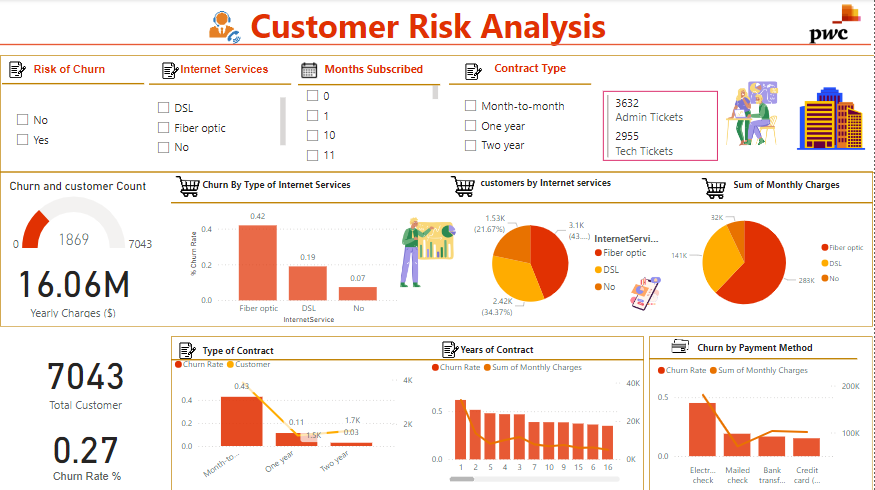 Customer Risk Analysis
pwc
Risk of Churn
No
Yes
Internet Services
DSL
Fiber optic
No
Months Subscribed
0
1
10
11
Contract Type
Month-to-month
One year
Two year
3632
Admin Tickets
2955
Tech Tickets
Churn and customer Count
0
1869
7043
16.06M
Yearly Charges ($)
Churn By Type of Internet Services
% Churn Rate
0.4
0.2
0.0
0.42
0.19
0.07
Fiber optic
DSL
No
InternetService
customers by Internet services
1.53K
(21.67%)
3.1K
(43....)
2.42K
(34.37%)
InternetServi...
Fiber optic
DSL
No
Sum of Monthly Charges
32K
141K
283K
Fiber optic
DSL
No
7043
Total Customer
0.27
Churn Rate %
Type of Contract
Churn Rate
Customer
0.4
0.2
0.0
0.43
0.11
1.5K
1.7K
0.03
4K
2K
Month-to...
One year
Two year
Years of Contract
Churn Rate
Sum of Monthly Charges
0.5
0.0
40K
20K
0K
1 2 5 4 3 7 10 9 15 6 16
Churn by Payment Method
Churn Rate
Sum of Monthly Charges
0.5
0.0
200K
100K
Electr...
check
Mailed
check
Bank
transf...
Credit
card (...